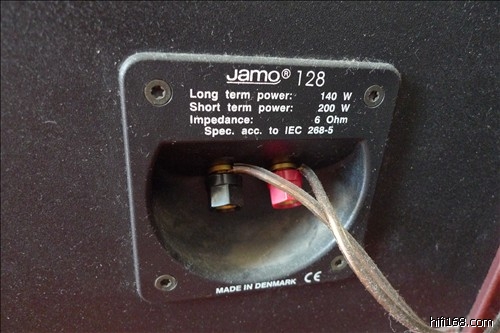 Jamo® 128
Long term power: 140 W
Short term power: 200 W
Impedance: 6 Ohm
Spec. acc. to IEC 268-5
MADE IN DENMARK CE
hifi168.com